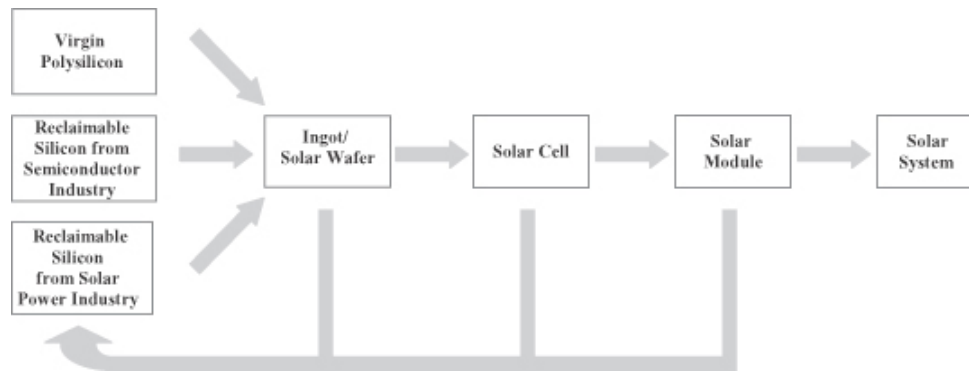 Virgin
Polysilicon
Reclaimable
Silicon from
Semiconductor
Industry
Reclaimable
Silicon
from Solar
Power Industry
Ingot/
Solar Wafer
Solar Cell
Solar
Module
Solar
System